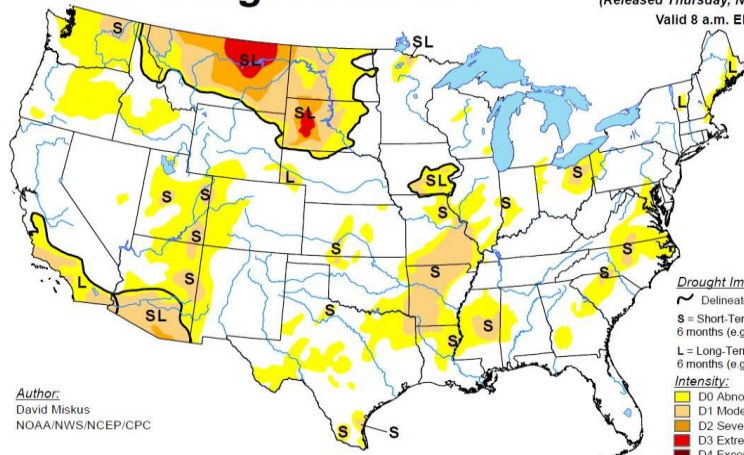 (Released Thursday, N
Valid 8 a.m. E
S
SL
SL
SL
L
L
L
SL
S
S
S
S
S
S
S
S
L
SL
S
S
S
S
S
S
S
S
Drought Im
Delineat
S = Short-Ter
6 months (e.g
L = Long-Ter
6 months (e.g
Intensity:
D0 Abno
D1 Mode
D2 Seve
D3 Extre
D4 Excep
Author:
David Miskus
NOAA/NWS/NCEP/CPC